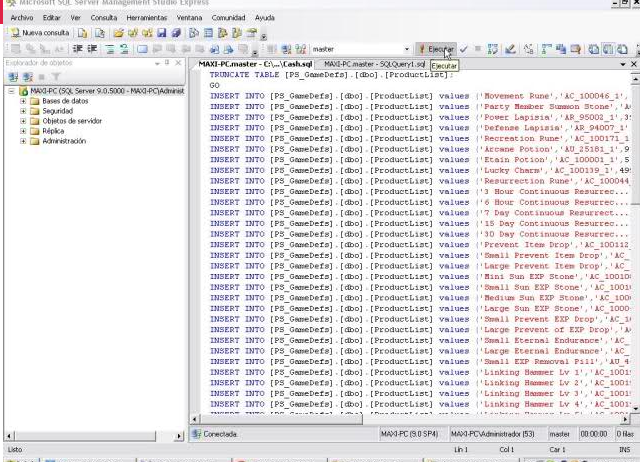 Microsoft SQL Server Management Studio Express
Archivo Editar Ver Consulta Herramientas Ventana Comunidad Ayuda
Nueva consulta
master Ejecutar
Ejecutar
Explorador de objetos
MAXI-PC (SQL Server 9.0.5000 - MAXI-PC\Administ
Bases de datos
Seguridad
Objetos de servidor
Réplica
Administración
MAXI-PC.master - C:\...\Cash.sql MAXI-PC.master - SQLQuery1.sql
TRUNCATE TABLE [PS_GameDefs].[dbo].[ProductList];
GO
INSERT INTO [PS_GameDefs].[dbo].[ProductList] values ('Movement Rune','AC_100046_1',
INSERT INTO [PS_GameDefs].[dbo].[ProductList] values ('Party Member Summon Stone','A
INSERT INTO [PS_GameDefs].[dbo].[ProductList] values ('Power Lapisia','AR_95002_1',3
INSERT INTO [PS_GameDefs].[dbo].[ProductList] values ('Defense Lapisia','AR_94007_1'
INSERT INTO [PS_GameDefs].[dbo].[ProductList] values ('Recreation Rune','AC_100171_1
INSERT INTO [PS_GameDefs].[dbo].[ProductList] values ('Arcane Potion','AU_25181_1',9
INSERT INTO [PS_GameDefs].[dbo].[ProductList] values ('Etain Potion','AC_100001_1',5
INSERT INTO [PS_GameDefs].[dbo].[ProductList] values ('Lucky Charm','AC_100139_1',49
INSERT INTO [PS_GameDefs].[dbo].[ProductList] values ('Resurrection Rune','AC_100044
INSERT INTO [PS_GameDefs].[dbo].[ProductList] values ('3 Hour Continuous Resurrec...
INSERT INTO [PS_GameDefs].[dbo].[ProductList] values ('6 Hour Continuous Resurrec...
INSERT INTO [PS_GameDefs].[dbo].[ProductList] values ('7 Day Continuous Resurrect...
INSERT INTO [PS_GameDefs].[dbo].[ProductList] values ('15 Day Continuous Resurrec...
INSERT INTO [PS_GameDefs].[dbo].[ProductList] values ('30 Day Continuous Resurrec...
INSERT INTO [PS_GameDefs].[dbo].[ProductList] values ('Prevent Item Drop','AC_100112
INSERT INTO [PS_GameDefs].[dbo].[ProductList] values ('Small Prevent Item Drop','AC_
INSERT INTO [PS_GameDefs].[dbo].[ProductList] values ('Large Prevent Item Drop','AC_
INSERT INTO [PS_GameDefs].[dbo].[ProductList] values ('Mini Sun EXP Stone','AC_10010
INSERT INTO [PS_GameDefs].[dbo].[ProductList] values ('Small Sun EXP Stone','AC_1001
INSERT INTO [PS_GameDefs].[dbo].[ProductList] values ('Medium Sun EXP Stone','AC_100
INSERT INTO [PS_GameDefs].[dbo].[ProductList] values ('Large Sun EXP Stone','AC_1000
INSERT INTO [PS_GameDefs].[dbo].[ProductList] values ('Small Prevent EXP Drop','AC_1
INSERT INTO [PS_GameDefs].[dbo].[ProductList] values ('Large Prevent of EXP Drop','A
INSERT INTO [PS_GameDefs].[dbo].[ProductList] values ('Small Eternal Endurance','AC_
INSERT INTO [PS_GameDefs].[dbo].[ProductList] values ('Large Eternal Endurance','AC_
INSERT INTO [PS_GameDefs].[dbo].[ProductList] values ('Small EXP Removal Pill','AU_4
INSERT INTO [PS_GameDefs].[dbo].[ProductList] values ('Linking Hammer Lv 1','AC_1001
INSERT INTO [PS_GameDefs].[dbo].[ProductList] values ('Linking Hammer Lv 2','AC_1001
INSERT INTO [PS_GameDefs].[dbo].[ProductList] values ('Linking Hammer Lv 3','AC_1001
INSERT INTO [PS_GameDefs].[dbo].[ProductList] values ('Linking Hammer Lv 4','AC_1001
Conectada. MAXI-PC (9.0 SP4) MAXI-PC\Administrador (53) master 00:00:00 0 filas
Listo Lín 1 Col 1 Car 1 INS